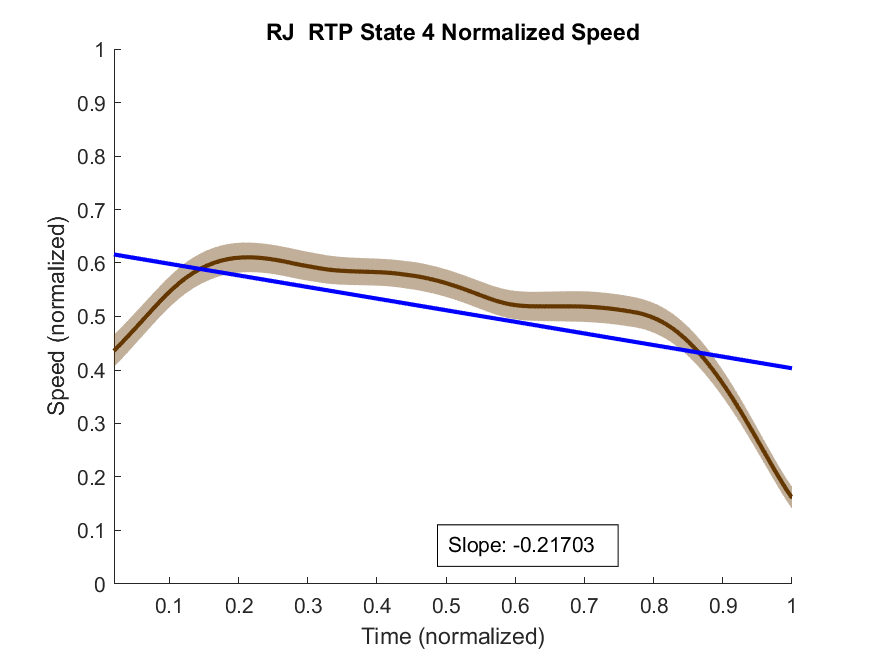 RJ  RTP State 4 Normalized Speed
1
0.9
0.8
0.7
0.6
0.5
0.4
0.3
0.2
0.1
0
Speed (normalized)
Slope: -0.21703
0.1 0.2 0.3 0.4 0.5 0.6 0.7 0.8 0.9 1
Time (normalized)